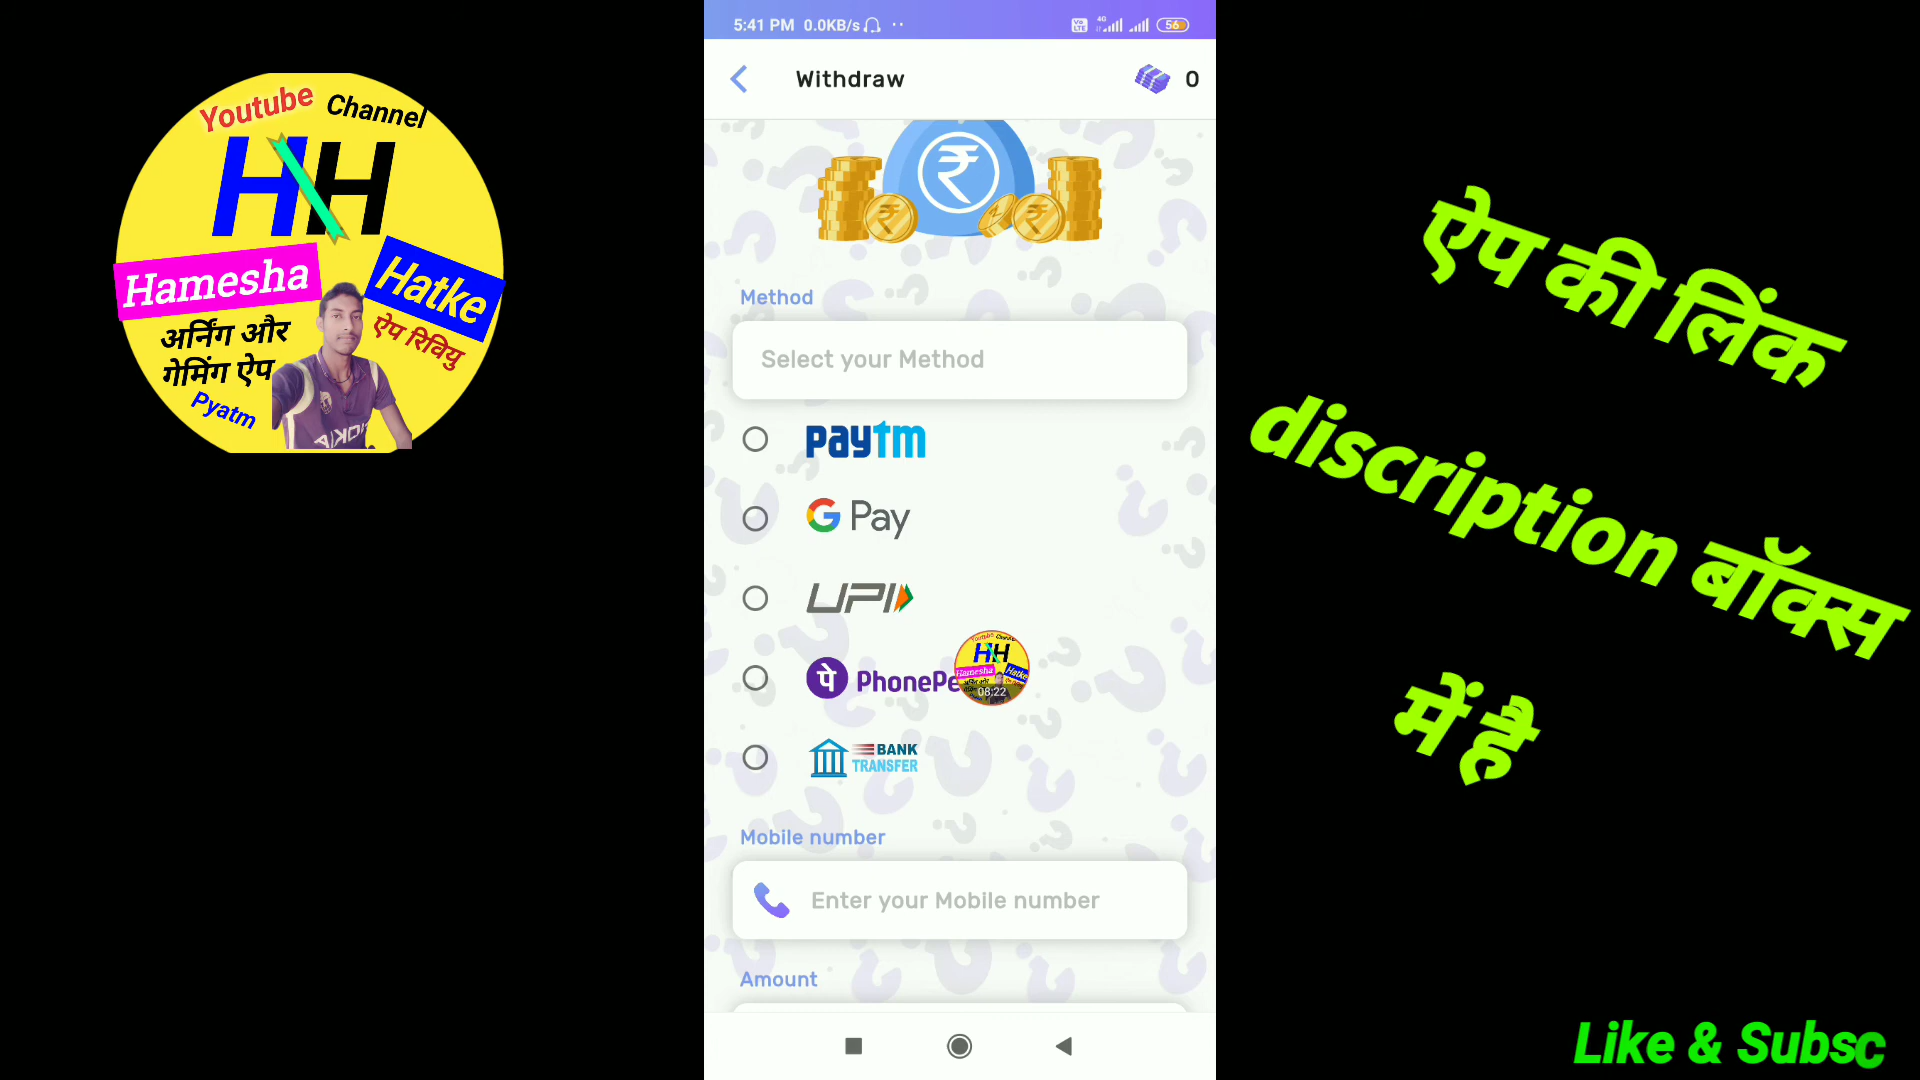 Youtube Channel
HH
Hamesha Hatke
अर्निंग और
गेमिंग ऐप
ऐप रिवियु
Pyatm
5:41 PM 0.0KB/s
4G
56
Withdraw
0
Method
Select your Method
paytm
G Pay
UPI
PhonePe
08:22
BANK
TRANSFER
Mobile number
Enter your Mobile number
Amount
ऐप की लिंक
discription बॉक्स
में है
Like & Subsc